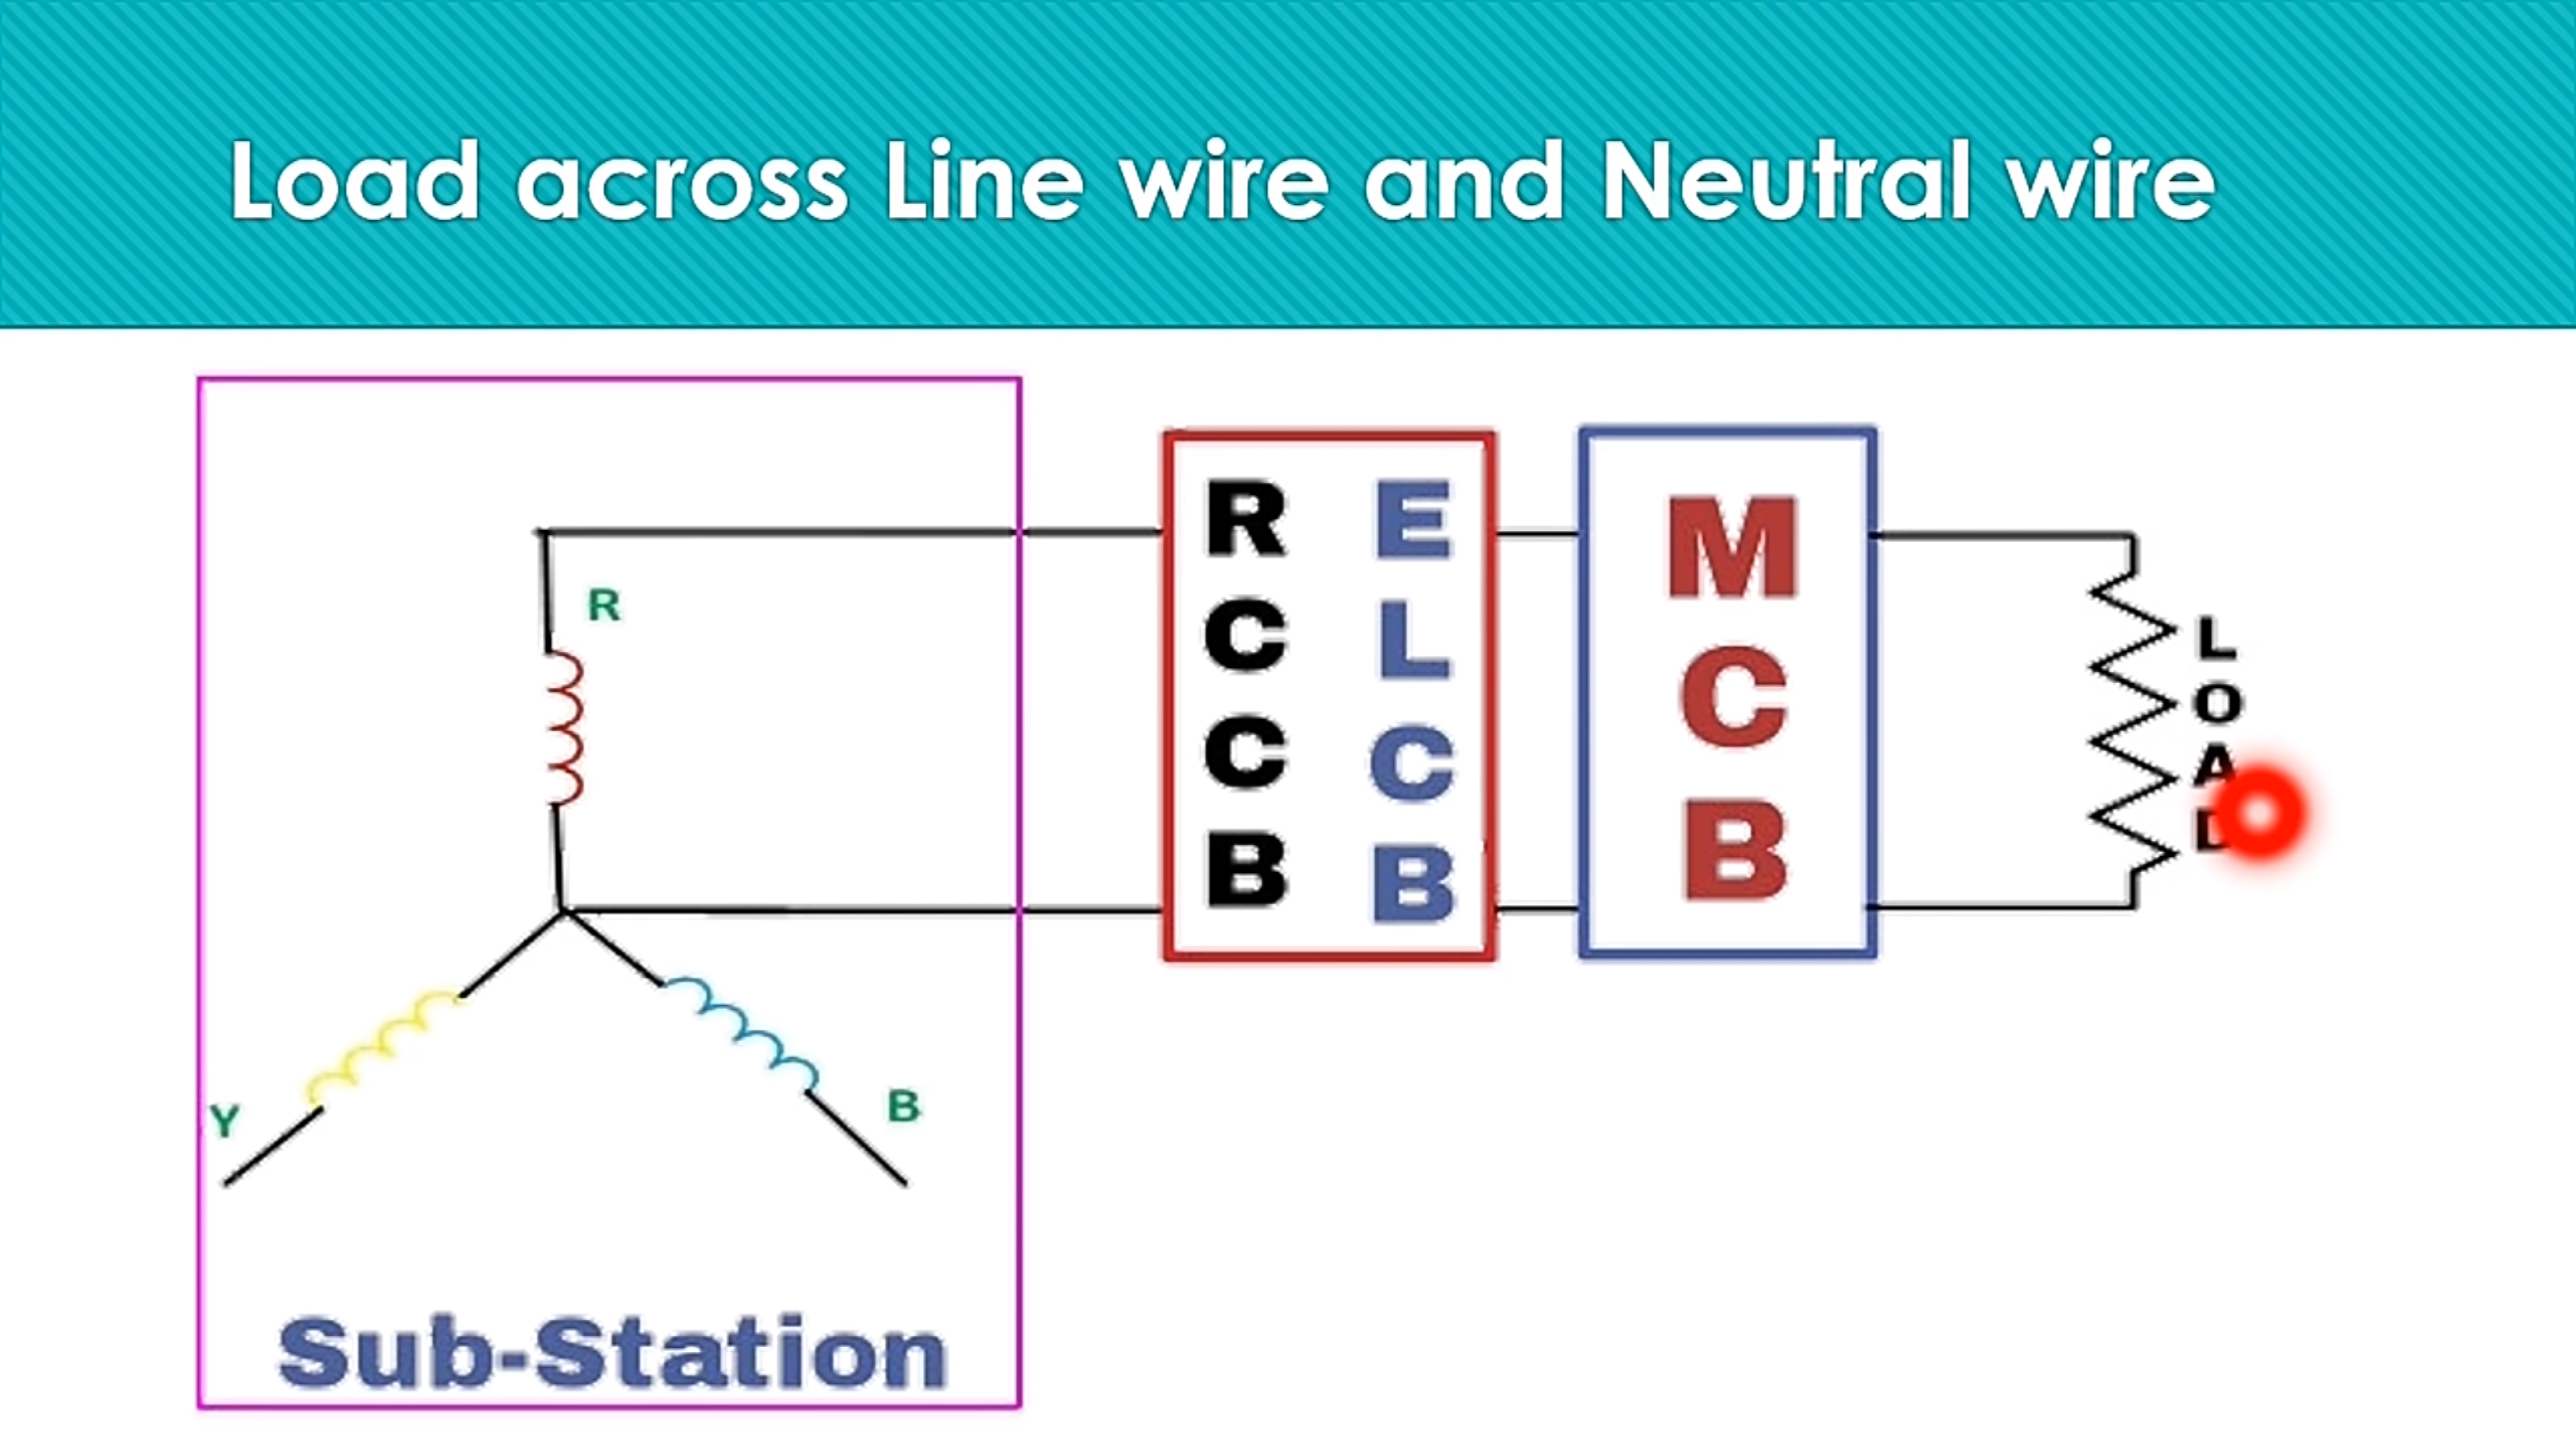 Load across Line wire and Neutral wire
R
Y
B
Sub-Station
RCCB
ELCB
MCB
LOAD